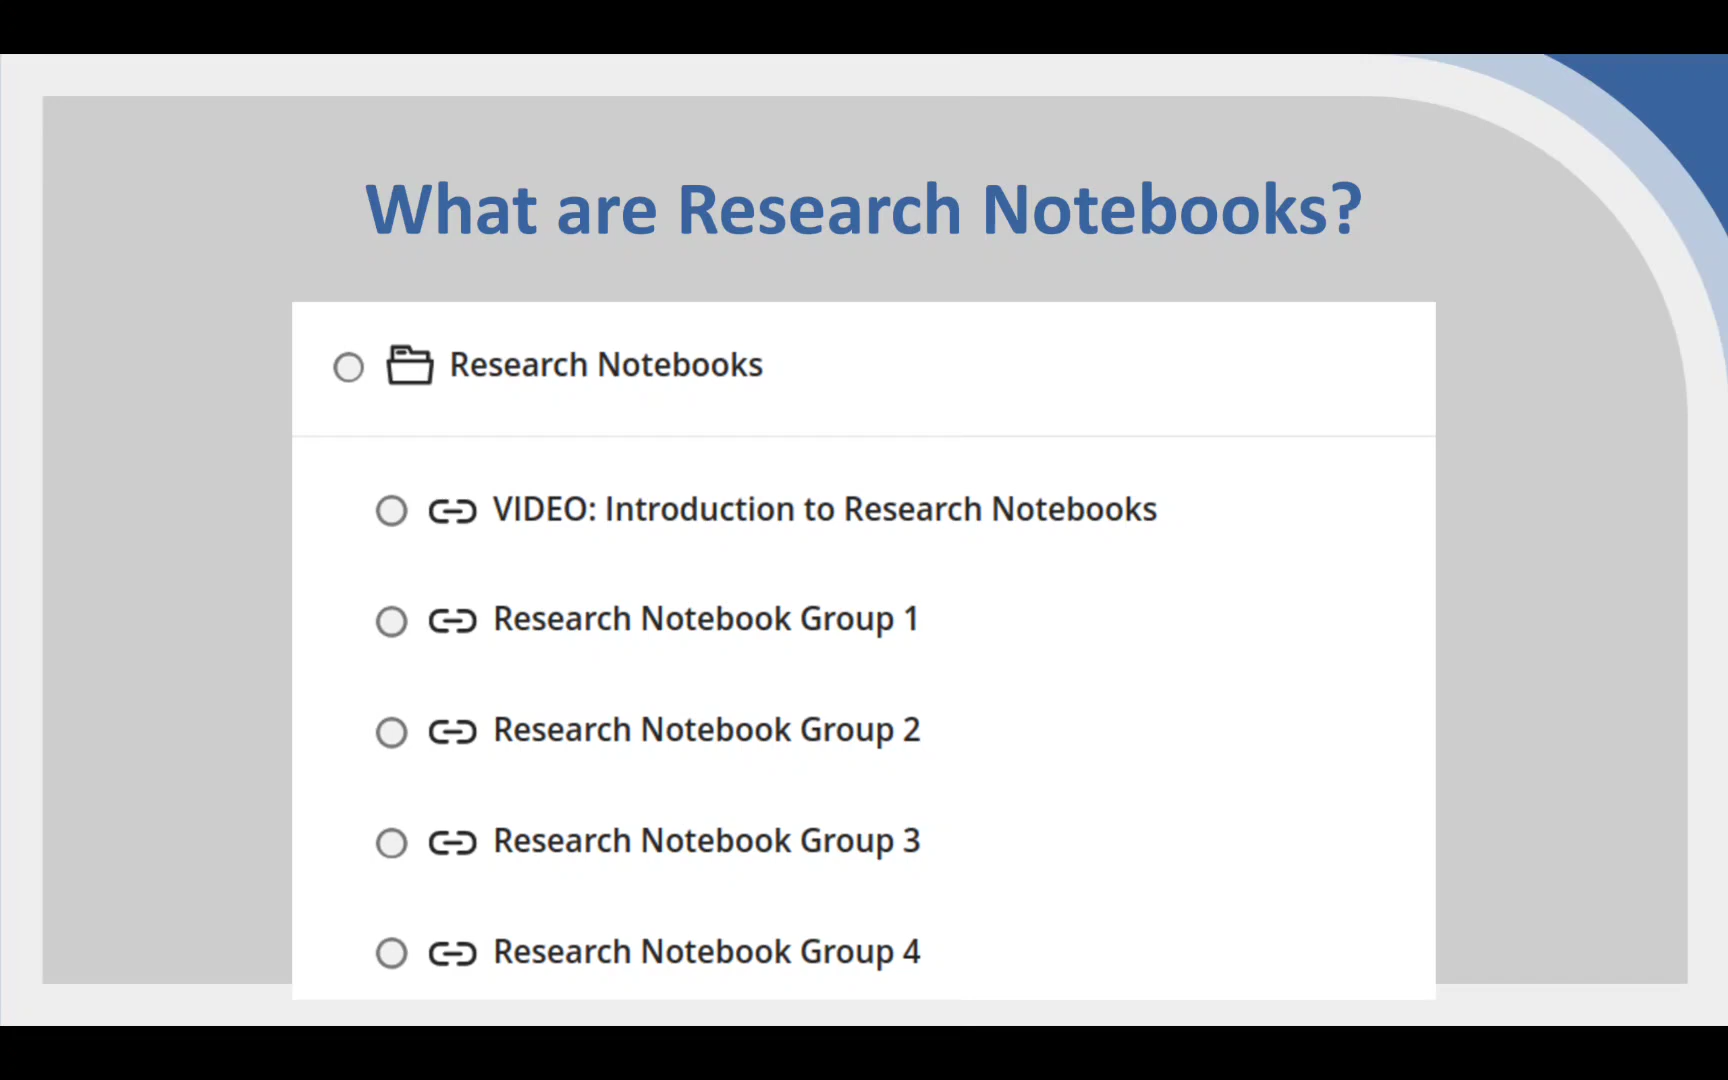 What are Research Notebooks?
Research Notebooks
VIDEO: Introduction to Research Notebooks
Research Notebook Group 1
Research Notebook Group 2
Research Notebook Group 3
Research Notebook Group 4